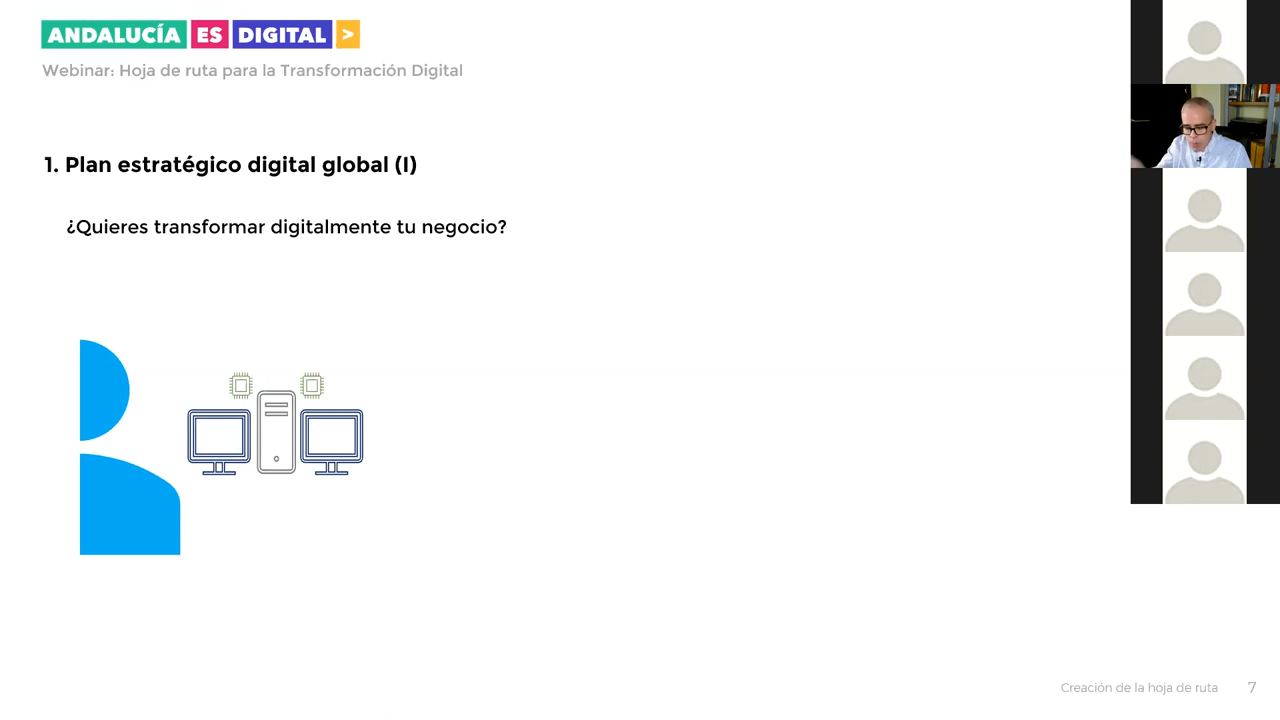 ANDALUCÍA ES DIGITAL >
Webinar: Hoja de ruta para la Transformación Digital
1. Plan estratégico digital global (I)
¿Quieres transformar digitalmente tu negocio?
Creación de la hoja de ruta 7